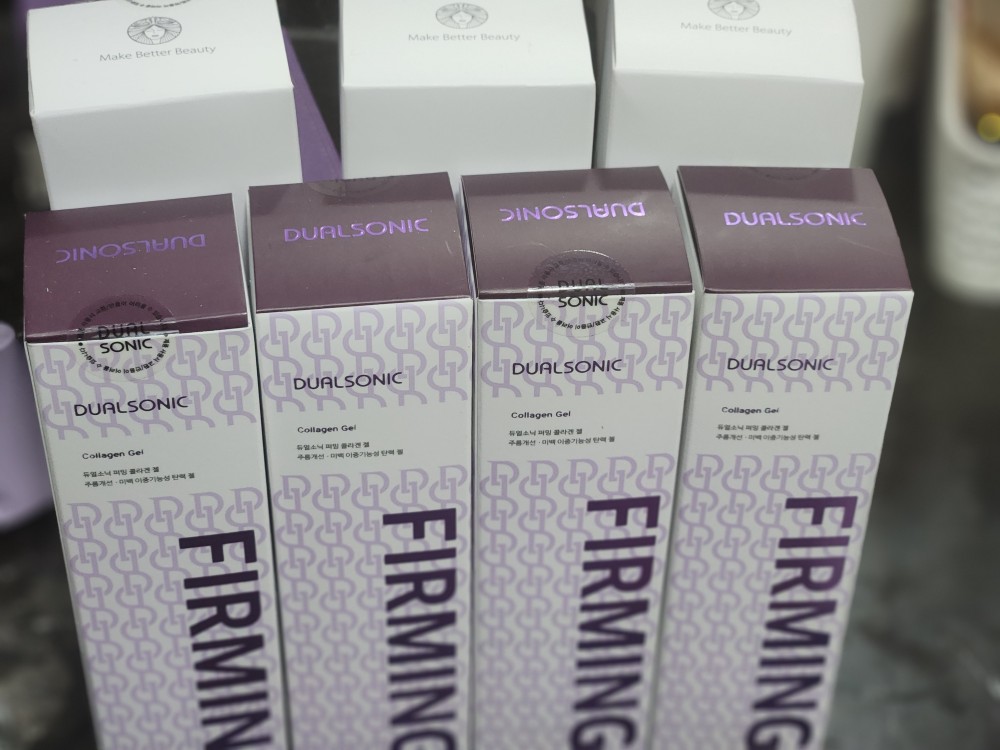 Make Better Beauty
Make Better Beauty
Make Better Beauty
DUALSONIC
DUALSONIC
DUALSONIC
DUALSONIC
DUAL
SONIC
DUAL
SONIC
DUALSONIC
Collagen Gel
듀얼소닉 퍼밍 콜라겐 젤
주름개선 · 미백 이중기능성 탄력 젤
FIRMIN
DUALSONIC
Collagen Gel
듀얼소닉 퍼밍 콜라겐 젤
주름개선 · 미백 이중기능성 탄력 젤
FIRMING
DUALSONIC
Collagen Gel
듀얼소닉 퍼밍 콜라겐 젤
주름개선 · 미백 이중기능성 탄력 젤
FIRMING
DUALSONIC
Collagen Gel
듀얼소닉 퍼밍 콜라겐 젤
주름개선 · 미백 이중기능성 탄력 젤
FIRMING